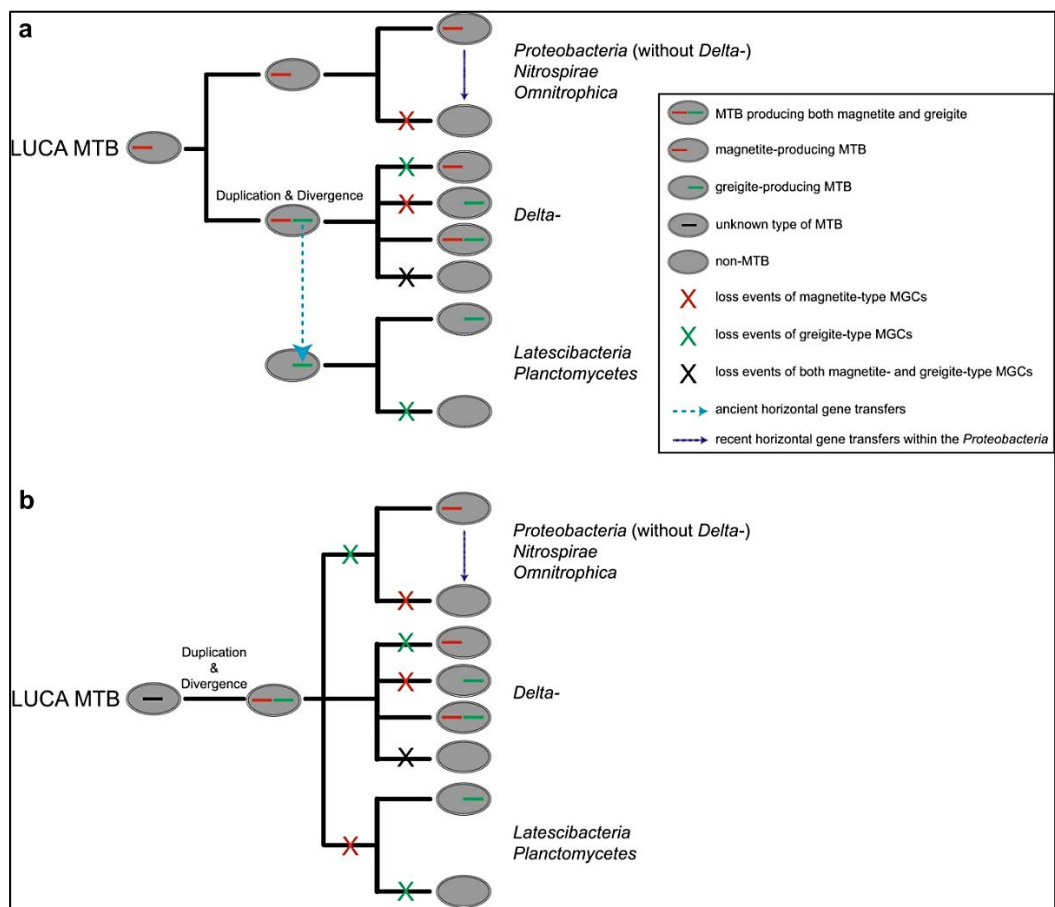 a
Proteobacteria (without Delta-)
Nitrospirae
Omnitrophica
LUCA MTB
Duplication & Divergence
Delta-
Latescibacteria
Planctomycetes
MTB producing both magnetite and greigite
magnetite-producing MTB
greigite-producing MTB
unknown type of MTB
non-MTB
X loss events of magnetite-type MGCs
X loss events of greigite-type MGCs
X loss events of both magnetite- and greigite-type MGCs
ancient horizontal gene transfers
recent horizontal gene transfers within the Proteobacteria
b
Proteobacteria (without Delta-)
Nitrospirae
Omnitrophica
Duplication
&
Divergence
LUCA MTB
Delta-
Latescibacteria
Planctomycetes